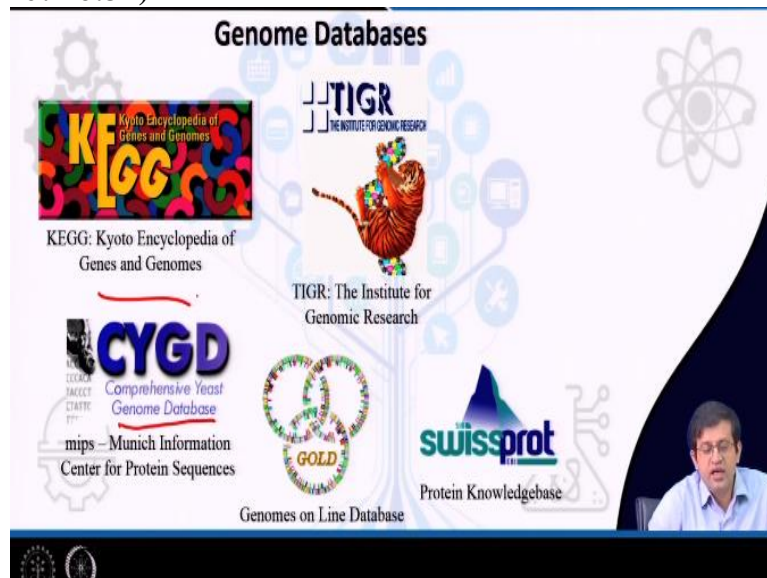 Genome Databases
KEGG
Kyoto Encyclopedia of
Genes and Genomes
KEGG: Kyoto Encyclopedia of
Genes and Genomes
TIGR
THE INSTITUTE FOR GENOMIC RESEARCH
TIGR: The Institute for
Genomic Research
CYGD
Comprehensive Yeast
Genome Database
mips – Munich Information
Center for Protein Sequences
GOLD
Genomes on Line Database
swissprot
Protein Knowledgebase